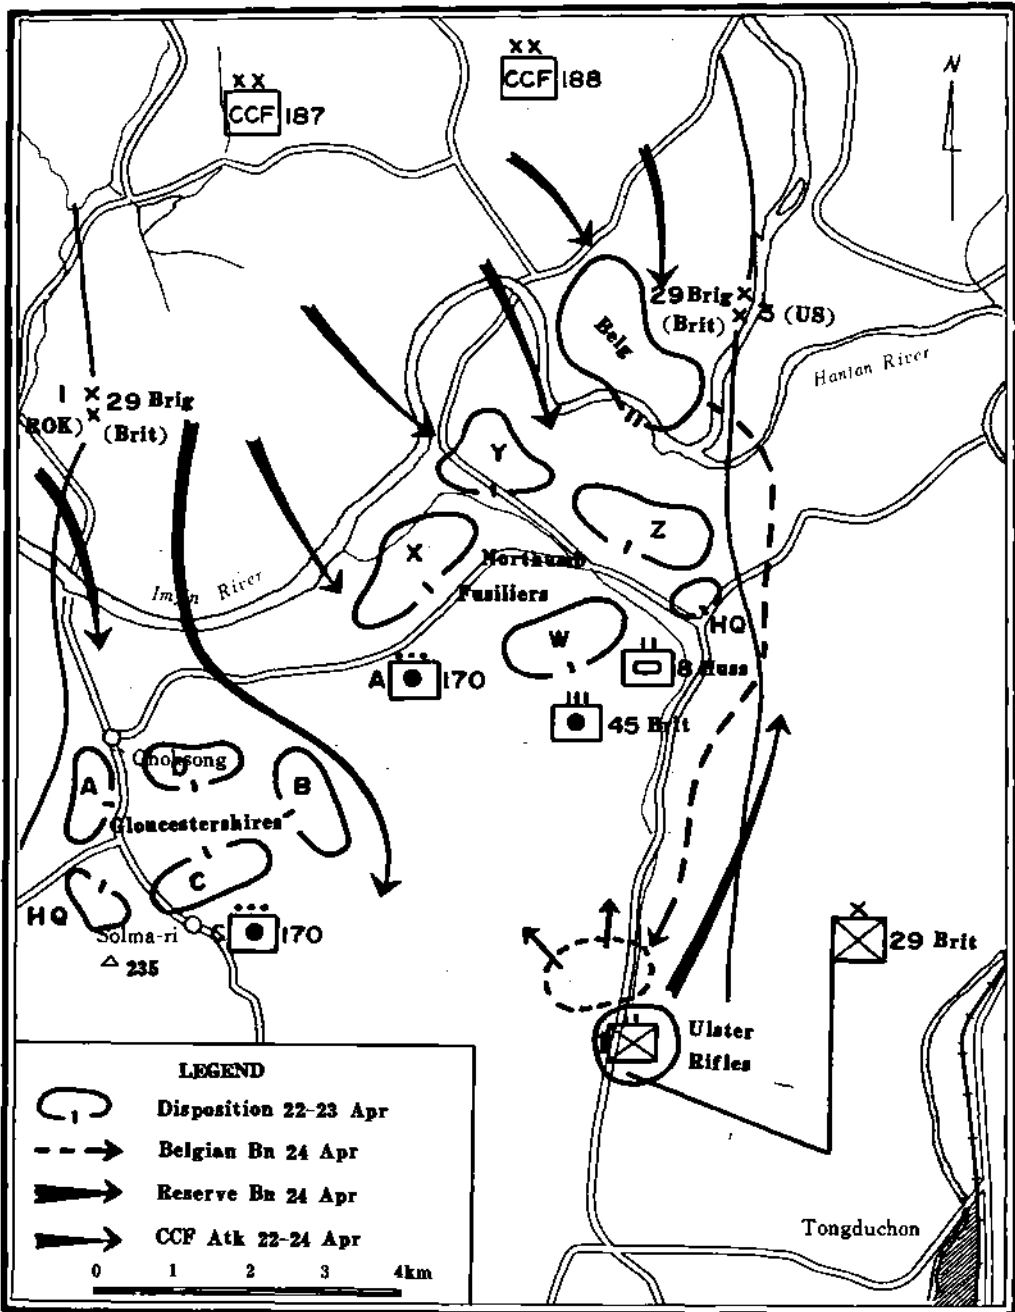 CCF 188
CCF 187
N
29 Brig
(Brit)
3 (US)
Belg
Hantan River
1
ROK)
29 Brig
(Brit)
Y
Z
X
Northump
Fusiliers
Imjin River
HQ
W
8 Huss
A 170
45 Brit
Choksong
A
D
B
Gloucestershires
C
HQ
Solma-ri
C 170
235
29 Brit
Ulster
Rifles
LEGEND
Disposition 22-23 Apr
Belgian Bn 24 Apr
Reserve Bn 24 Apr
CCF Atk 22-24 Apr
0 1 2 3 4km
Tongduchon